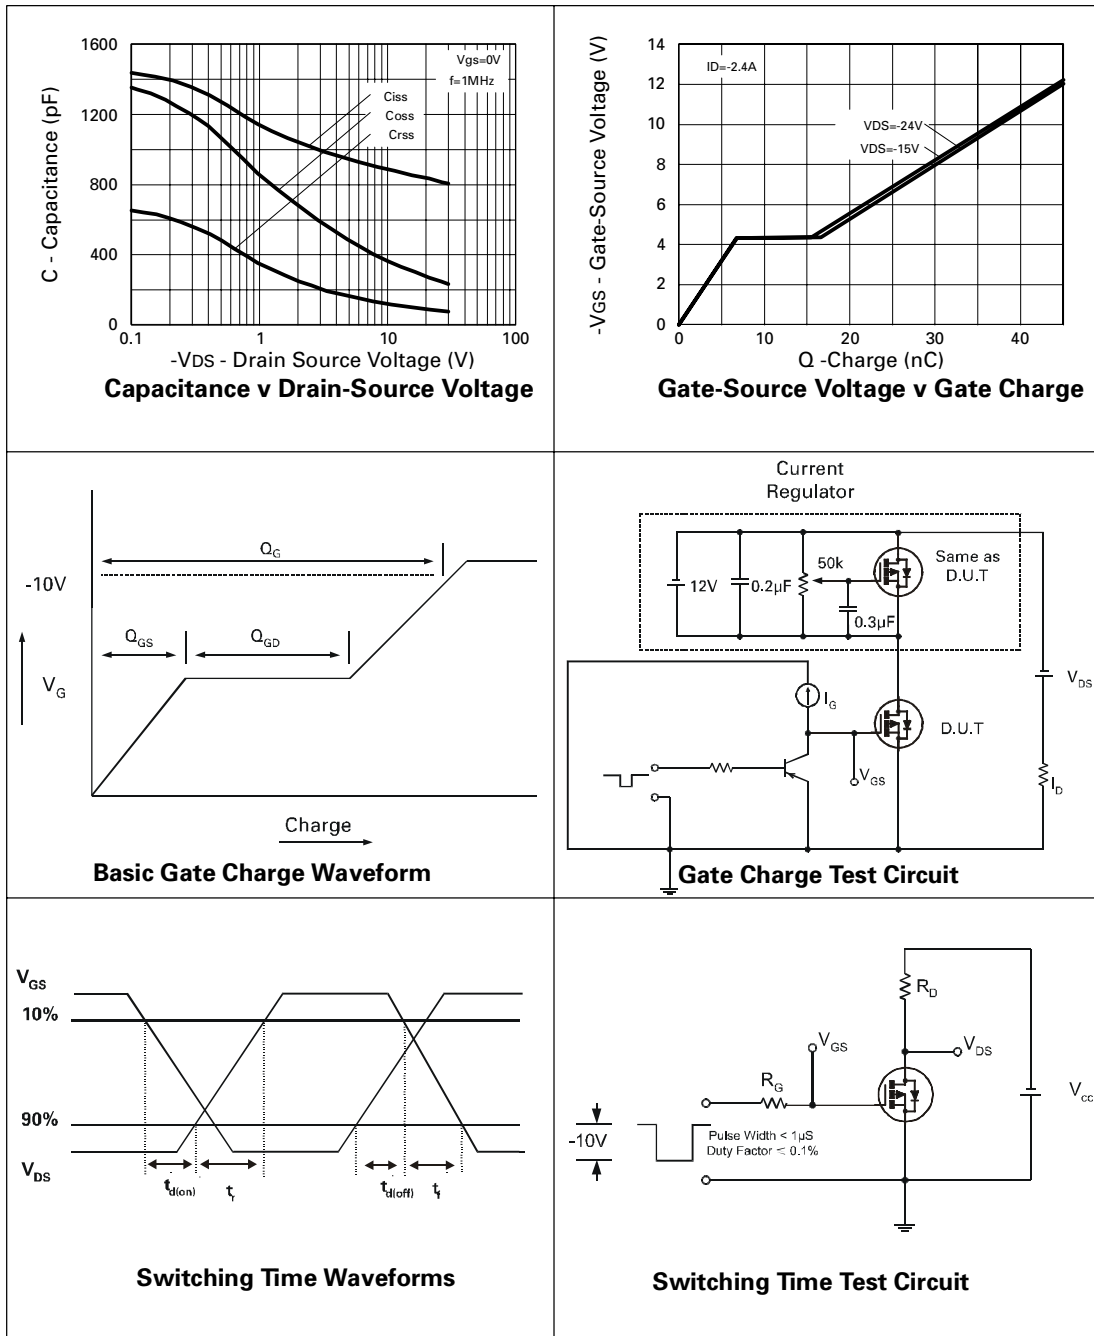 1600
1200
800
400
0
0.1
1
10
100
C - Capacitance (pF)
Vgs=0V
f=1MHz
Ciss
Coss
Crss
-VDS - Drain Source Voltage (V)
Capacitance v Drain-Source Voltage
14
12
10
8
6
4
2
0
0
10
20
30
40
-VGS - Gate-Source Voltage (V)
ID=-2.4A
VDS=-24V
VDS=-15V
Q -Charge (nC)
Gate-Source Voltage v Gate Charge
QG
-10V
QGS
QGD
VG
Charge
Basic Gate Charge Waveform
Current
Regulator
12V
0.2µF
50k
0.3µF
Same as
D.U.T
IG
VDS
D.U.T
VGS
ID
Gate Charge Test Circuit
VGS
10%
90%
VDS
td(on)
tr
td(off)
tf
Switching Time Waveforms
RD
VGS
VDS
RG
VCC
-10V
Pulse Width < 1µS
Duty Factor ≤ 0.1%
Switching Time Test Circuit